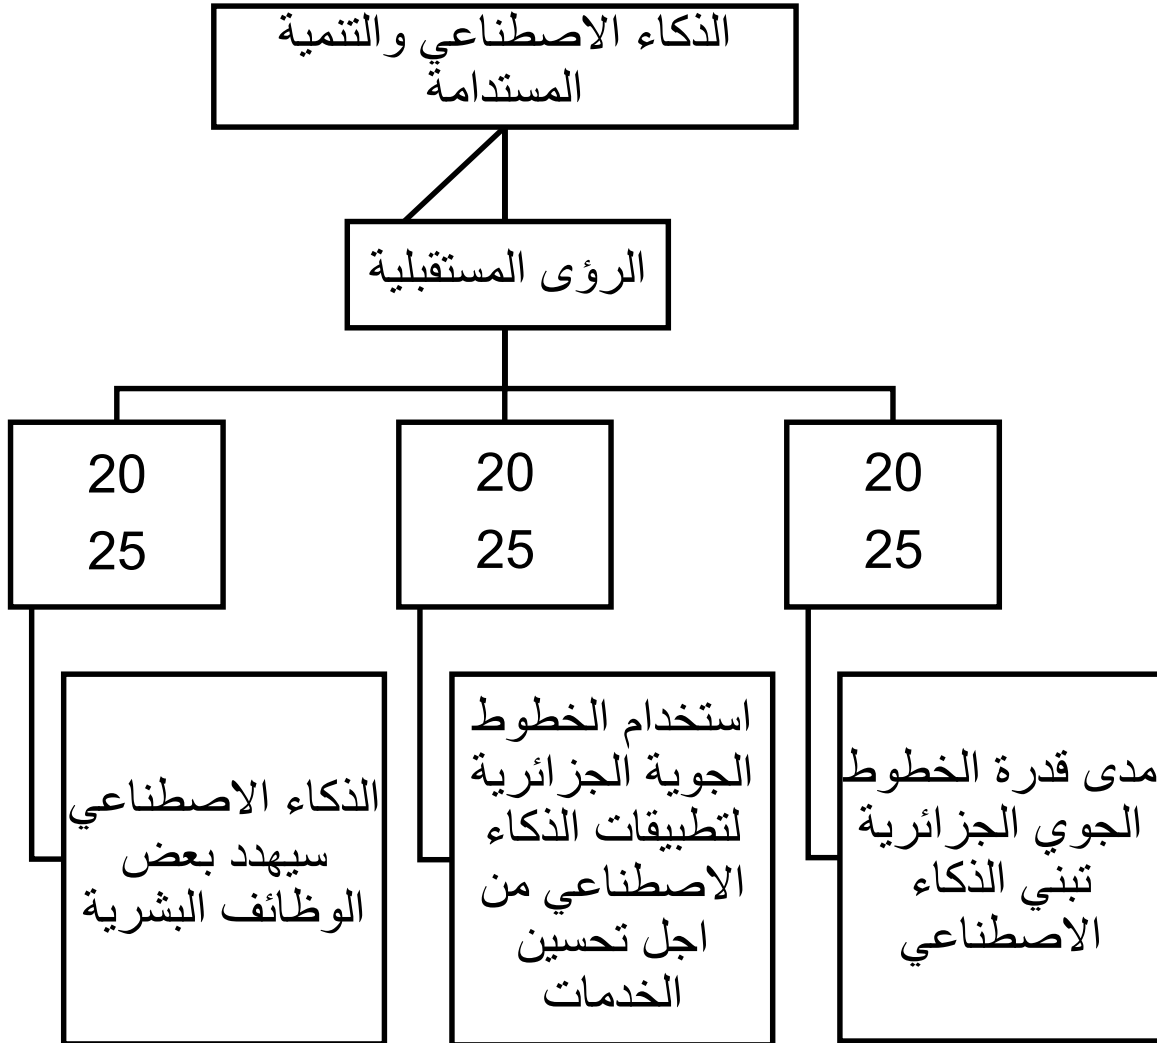 الذكاء الاصطناعي والتنمية
المستدامة
الرؤى المستقبلية
20
25
20
25
20
25
مدى قدرة الخطوط
الجوي الجزائرية
تبني الذكاء
الاصطناعي
استخدام الخطوط
الجوية الجزائرية
لتطبيقات الذكاء
الاصطناعي من
اجل تحسين
الخدمات
الذكاء الاصطناعي
سيهدد بعض
الوظائف البشرية